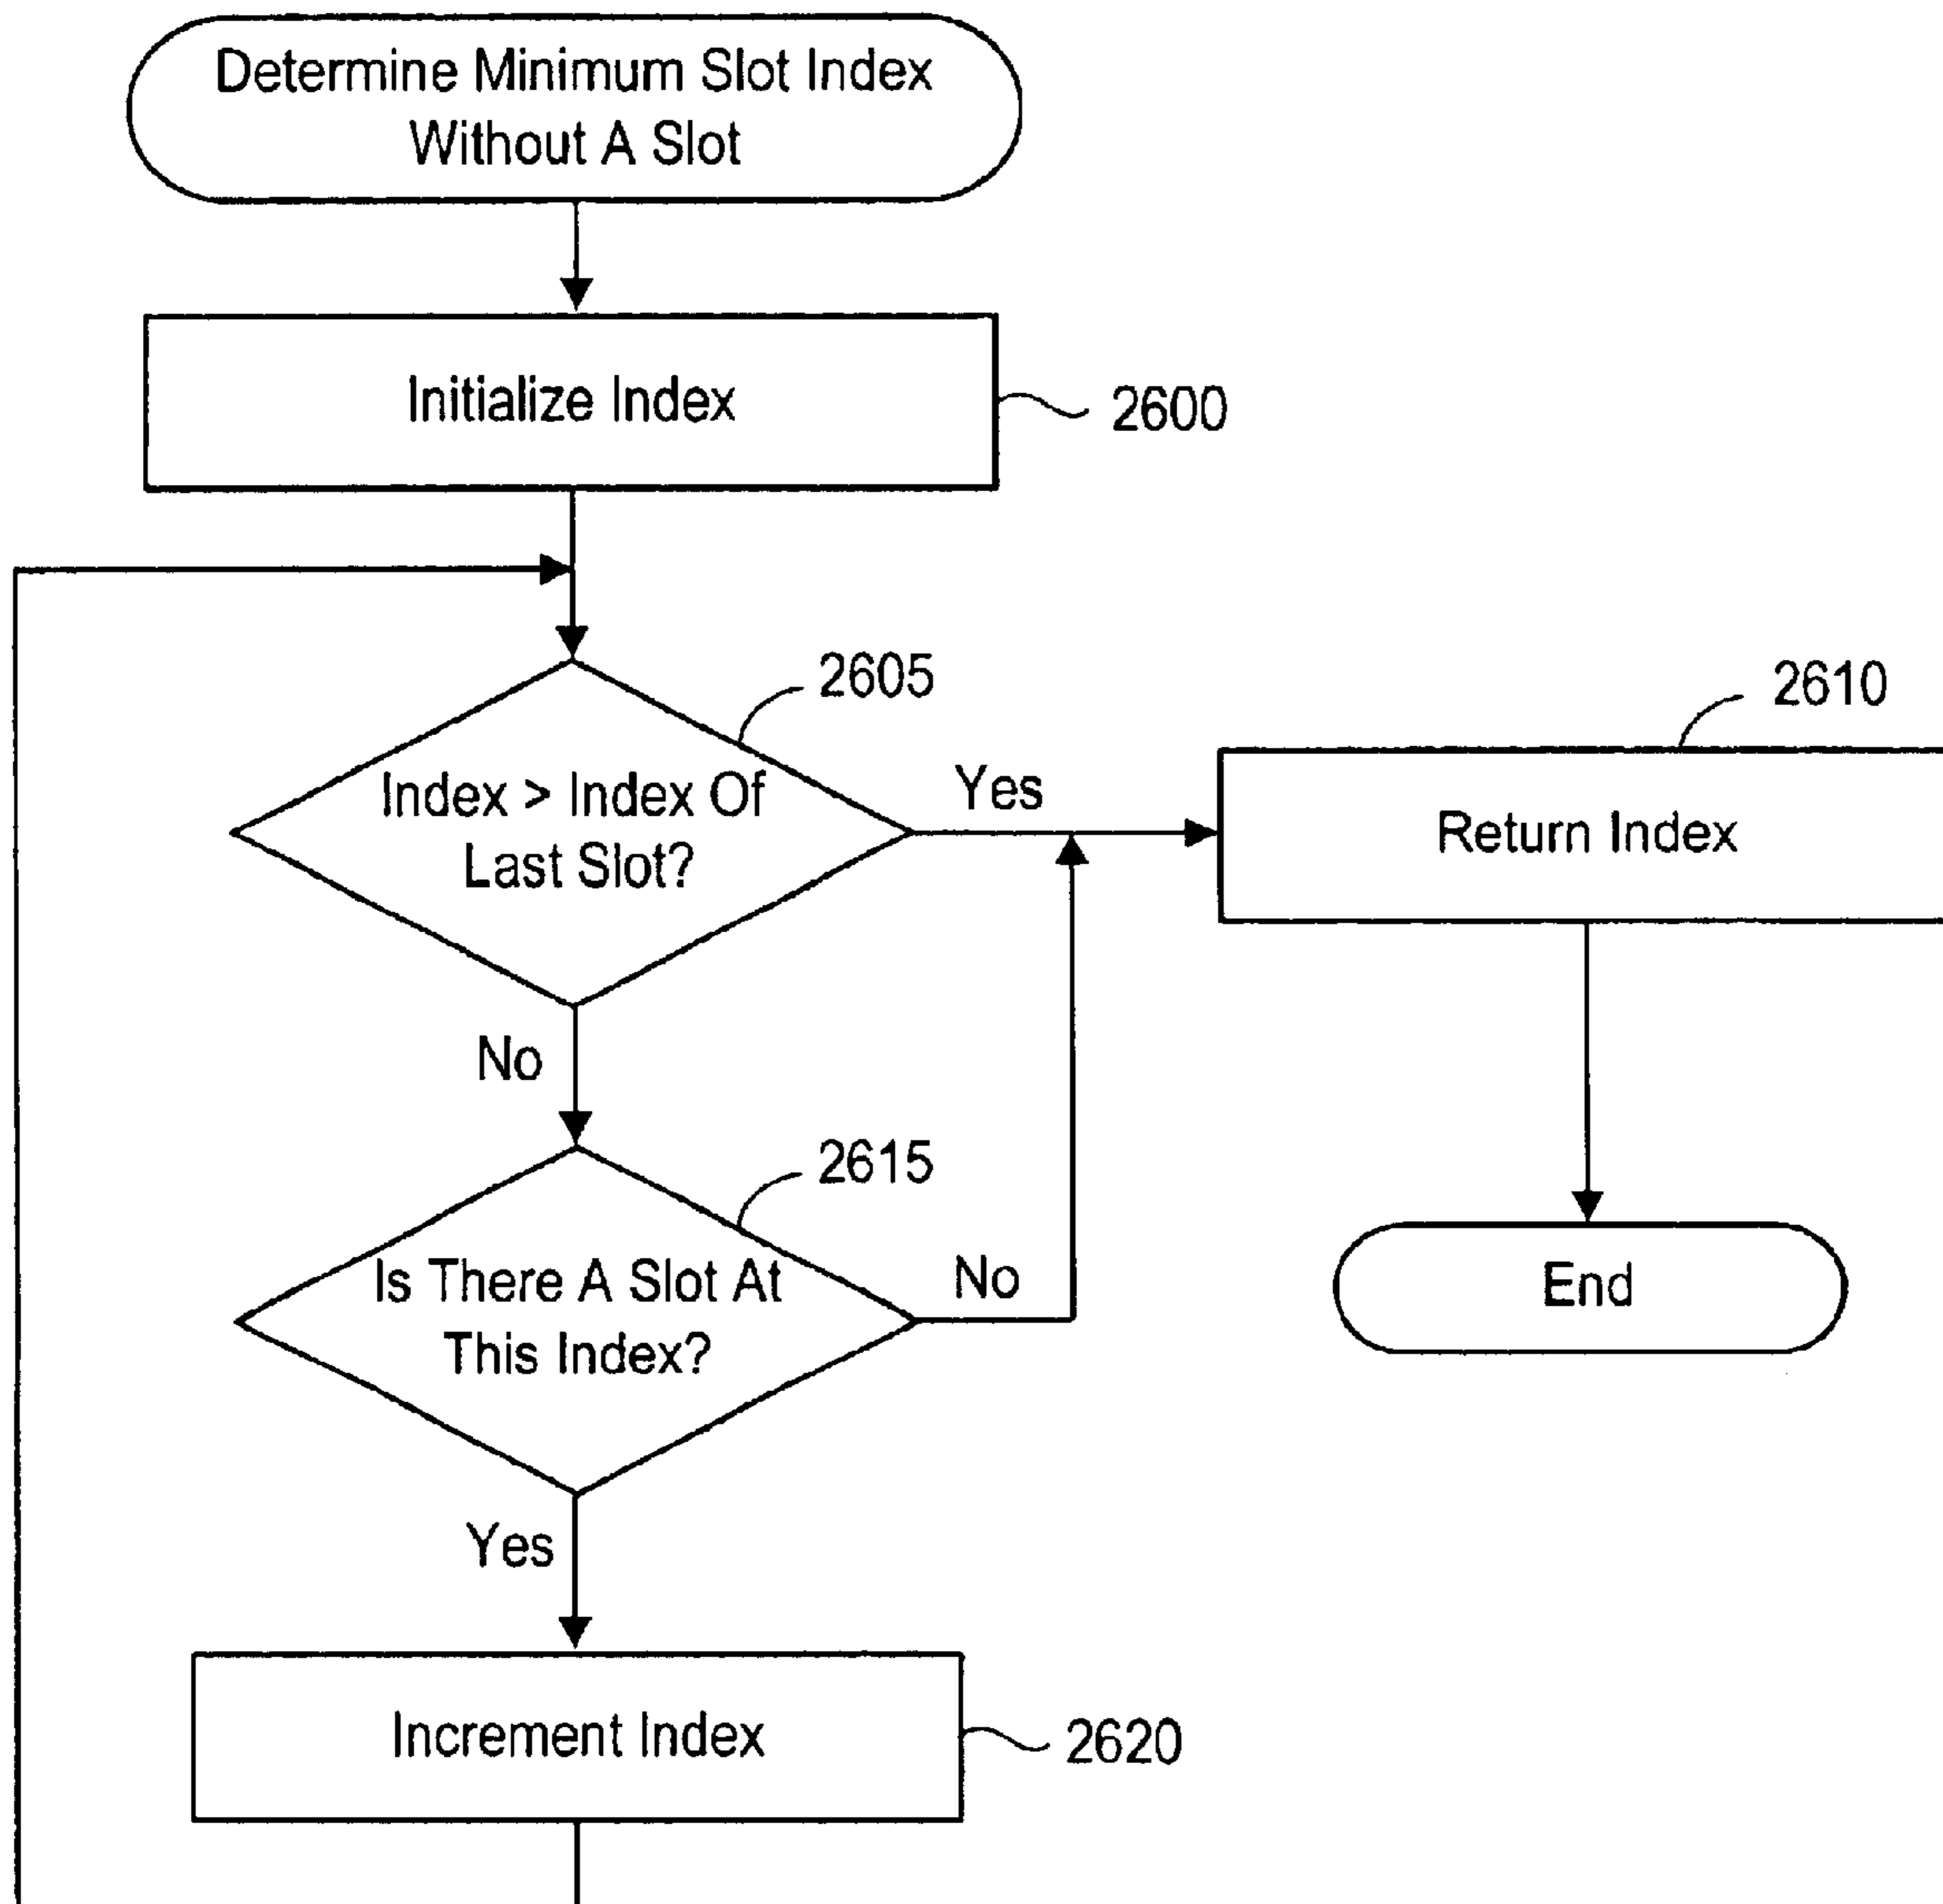 Determine Minimum Slot Index
Without A Slot
Initialize Index
2600
2605
Index > Index Of
Last Slot?
Yes
2610
Return Index
No
2615
Is There A Slot At
This Index?
No
End
Yes
Increment Index
2620